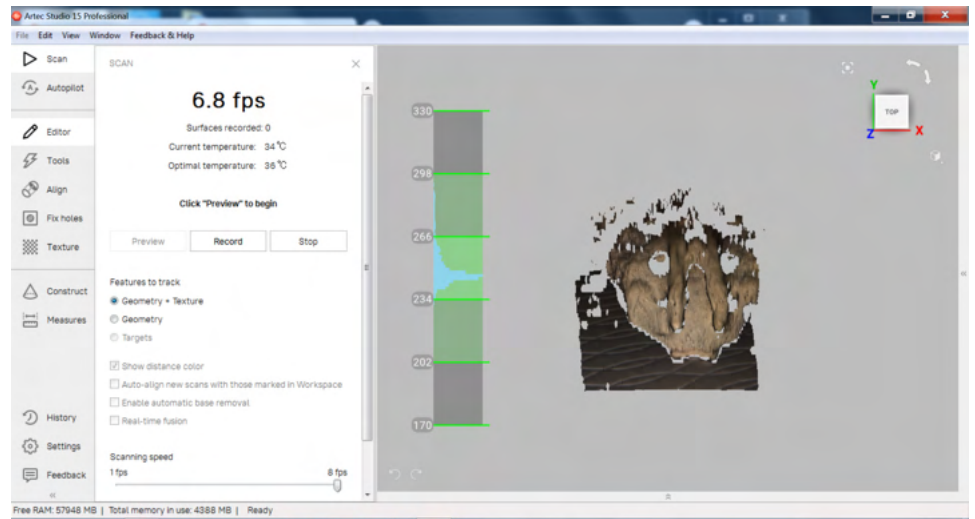 Artec Studio 15 Professional
File Edit View Window Feedback & Help
Scan
Autopilot
Editor
Tools
Align
Fix holes
Texture
Construct
Measures
History
Settings
Feedback
SCAN
6.8 fps
Surfaces recorded: 0
Current temperature: 34 °C
Optimal temperature: 36 °C
Click "Preview" to begin
Preview Record Stop
Features to track
Geometry + Texture
Geometry
Targets
Show distance color
Auto-align new scans with those marked in Workspace
Enable automatic base removal
Real-time fusion
Scanning speed
1 fps 8 fps
330
298
266
234
202
170
Y
TOP
Z X
Free RAM: 57948 MB | Total memory in use: 4388 MB | Ready